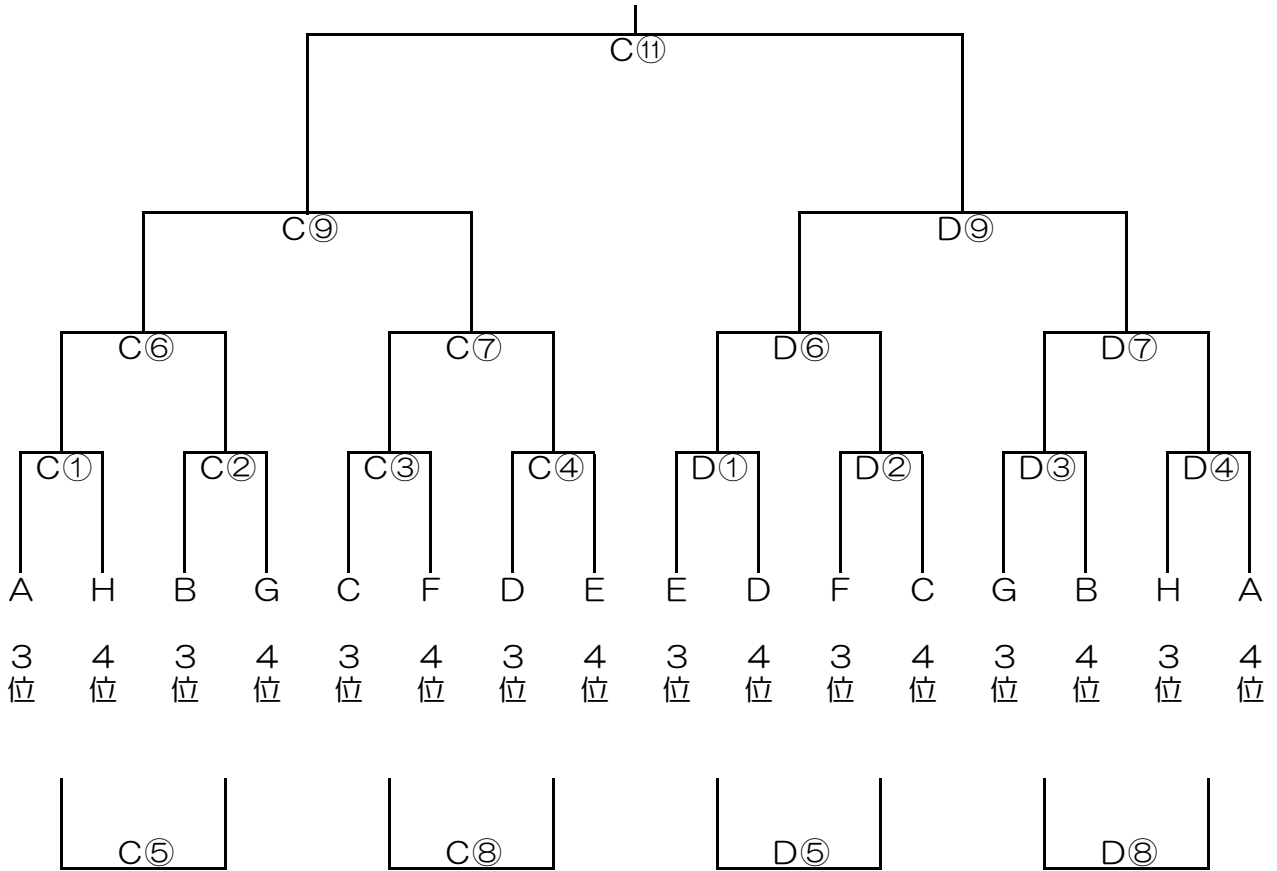 C⑪
C⑨ D⑨
C⑥ C⑦ D⑥ D⑦
C① C② C③ C④ D① D② D③ D④
A H B G C F D E E D F C G B H A
3 4 3 4 3 4 3 4 3 4 3 4 3 4 3 4
位 位 位 位 位 位 位 位 位 位 位 位 位 位 位 位
C⑤ C⑧ D⑤ D⑧